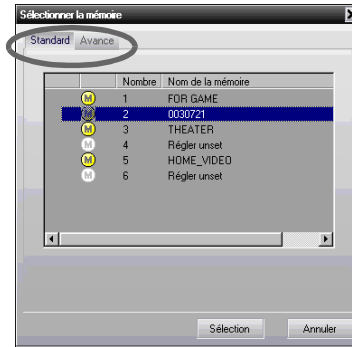 Sélectionner la mémoire
Standard Avance
Nombre Nom de la mémoire
M 1 FOR GAME
M 2 0030721
M 3 THEATER
M 4 Régler unset
M 5 HOME_VIDEO
M 6 Régler unset
Sélection Annuler